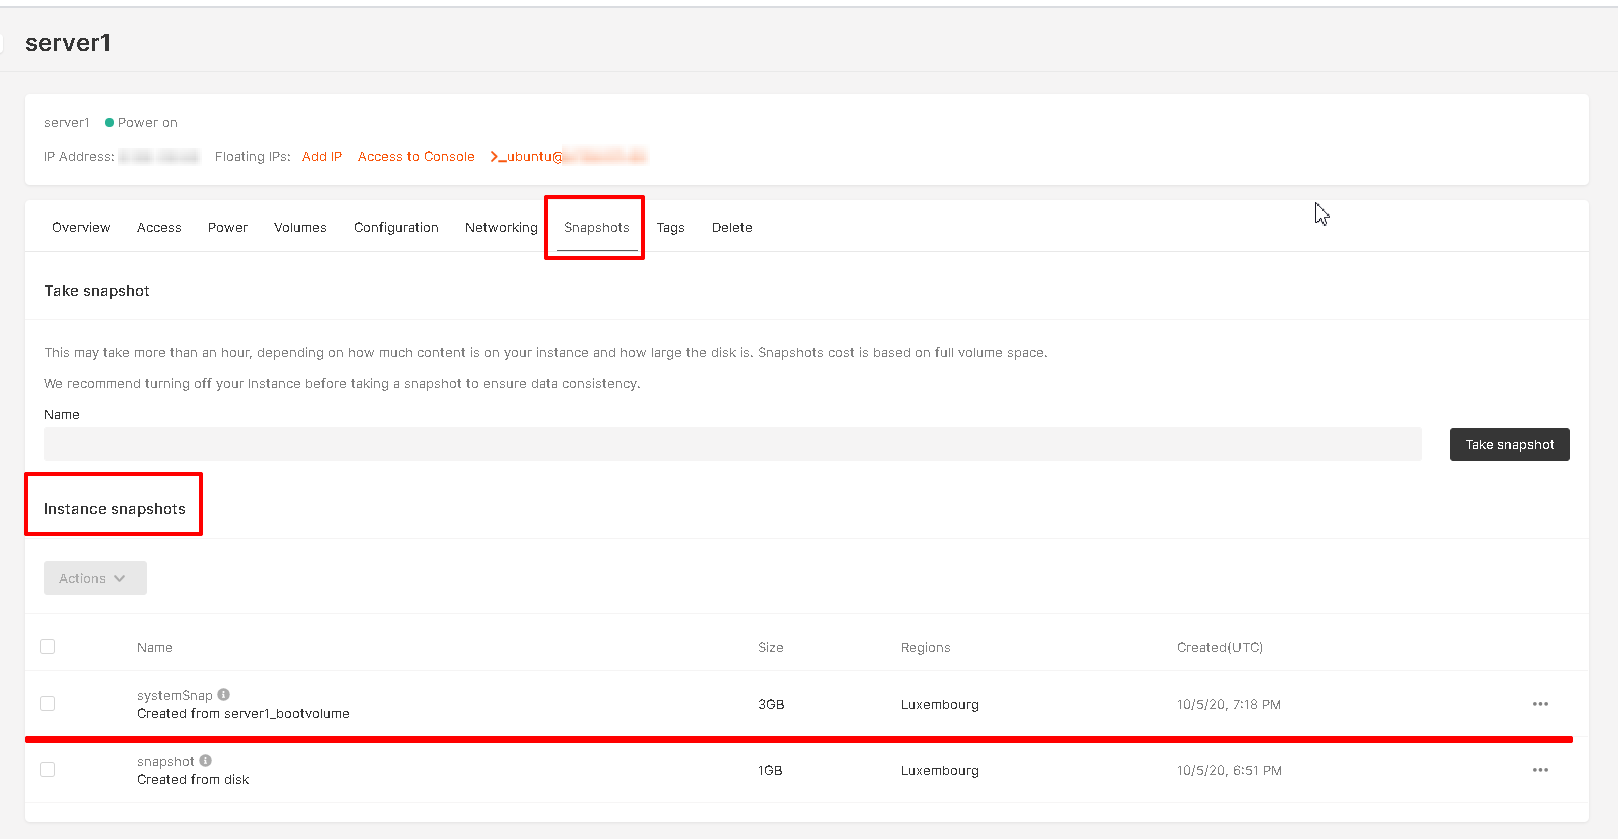 server1
server1 Power on
IP Address: Floating IPs: Add IP Access to Console >_ubuntu@
Overview Access Power Volumes Configuration Networking Snapshots Tags Delete
Take snapshot
This may take more than an hour, depending on how much content is on your instance and how large the disk is. Snapshots cost is based on full volume space.
We recommend turning off your Instance before taking a snapshot to ensure data consistency.
Name
Take snapshot
Instance snapshots
Actions
Name Size Regions Created(UTC)
systemSnap
Created from server1_bootvolume
3GB Luxembourg 10/5/20, 7:18 PM
snapshot
Created from disk
1GB Luxembourg 10/5/20, 6:51 PM